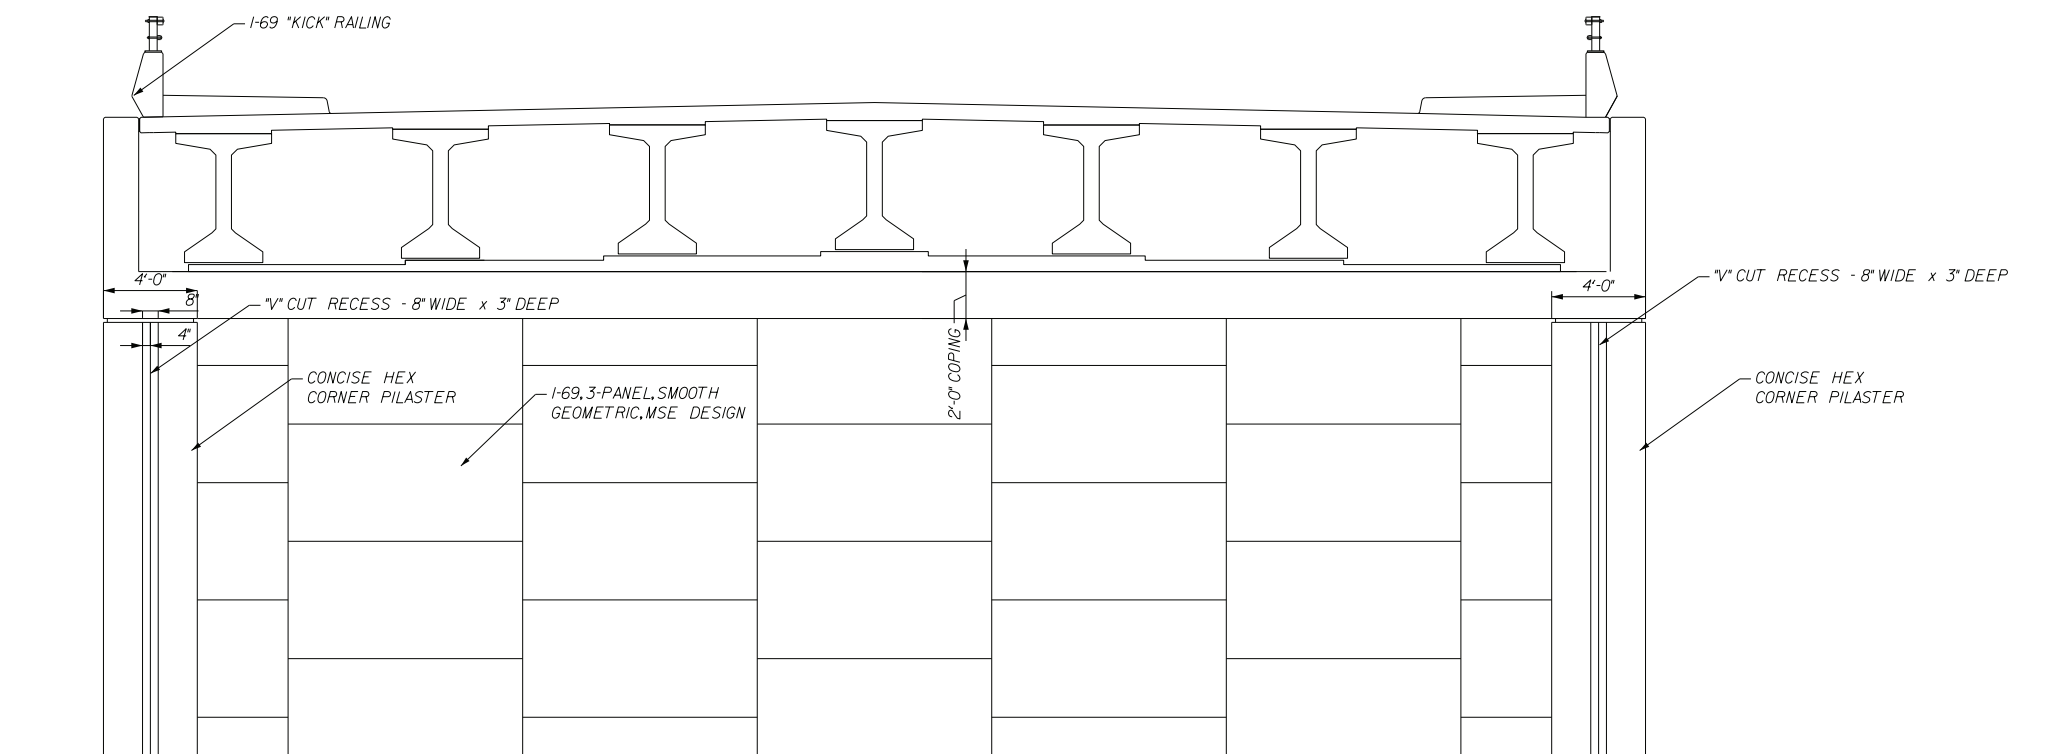 I-69 "KICK" RAILING
4'-0"
8"
"V" CUT RECESS - 8" WIDE x 3" DEEP
4"
CONCISE HEX
CORNER PILASTER
I-69, 3-PANEL, SMOOTH
GEOMETRIC, MSE DESIGN
2'-0" COPING
4'-0"
"V" CUT RECESS - 8" WIDE x 3" DEEP
CONCISE HEX
CORNER PILASTER